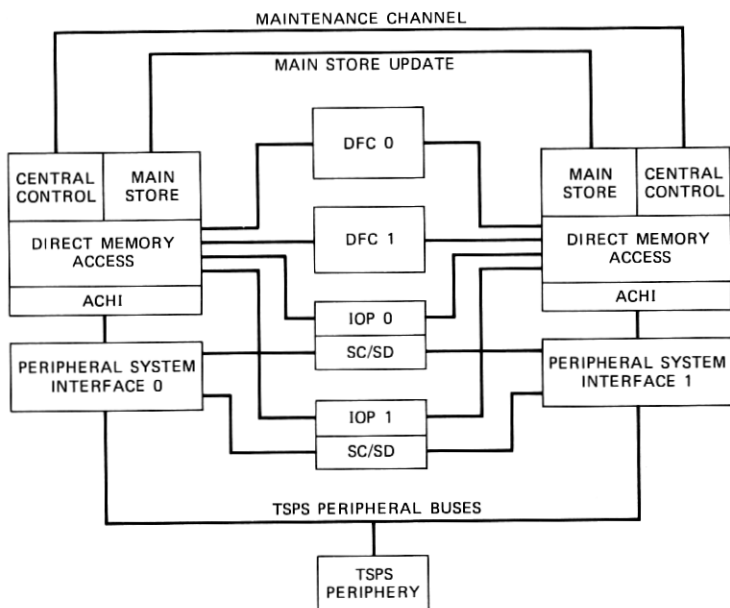 MAINTENANCE CHANNEL
MAIN STORE UPDATE
DFC 0
CENTRAL CONTROL
MAIN STORE
MAIN STORE
CENTRAL CONTROL
DFC 1
DIRECT MEMORY ACCESS
DIRECT MEMORY ACCESS
ACHI
ACHI
IOP 0
SC/SD
PERIPHERAL SYSTEM INTERFACE 0
PERIPHERAL SYSTEM INTERFACE 1
IOP 1
SC/SD
TSPS PERIPHERAL BUSES
TSPS PERIPHERY